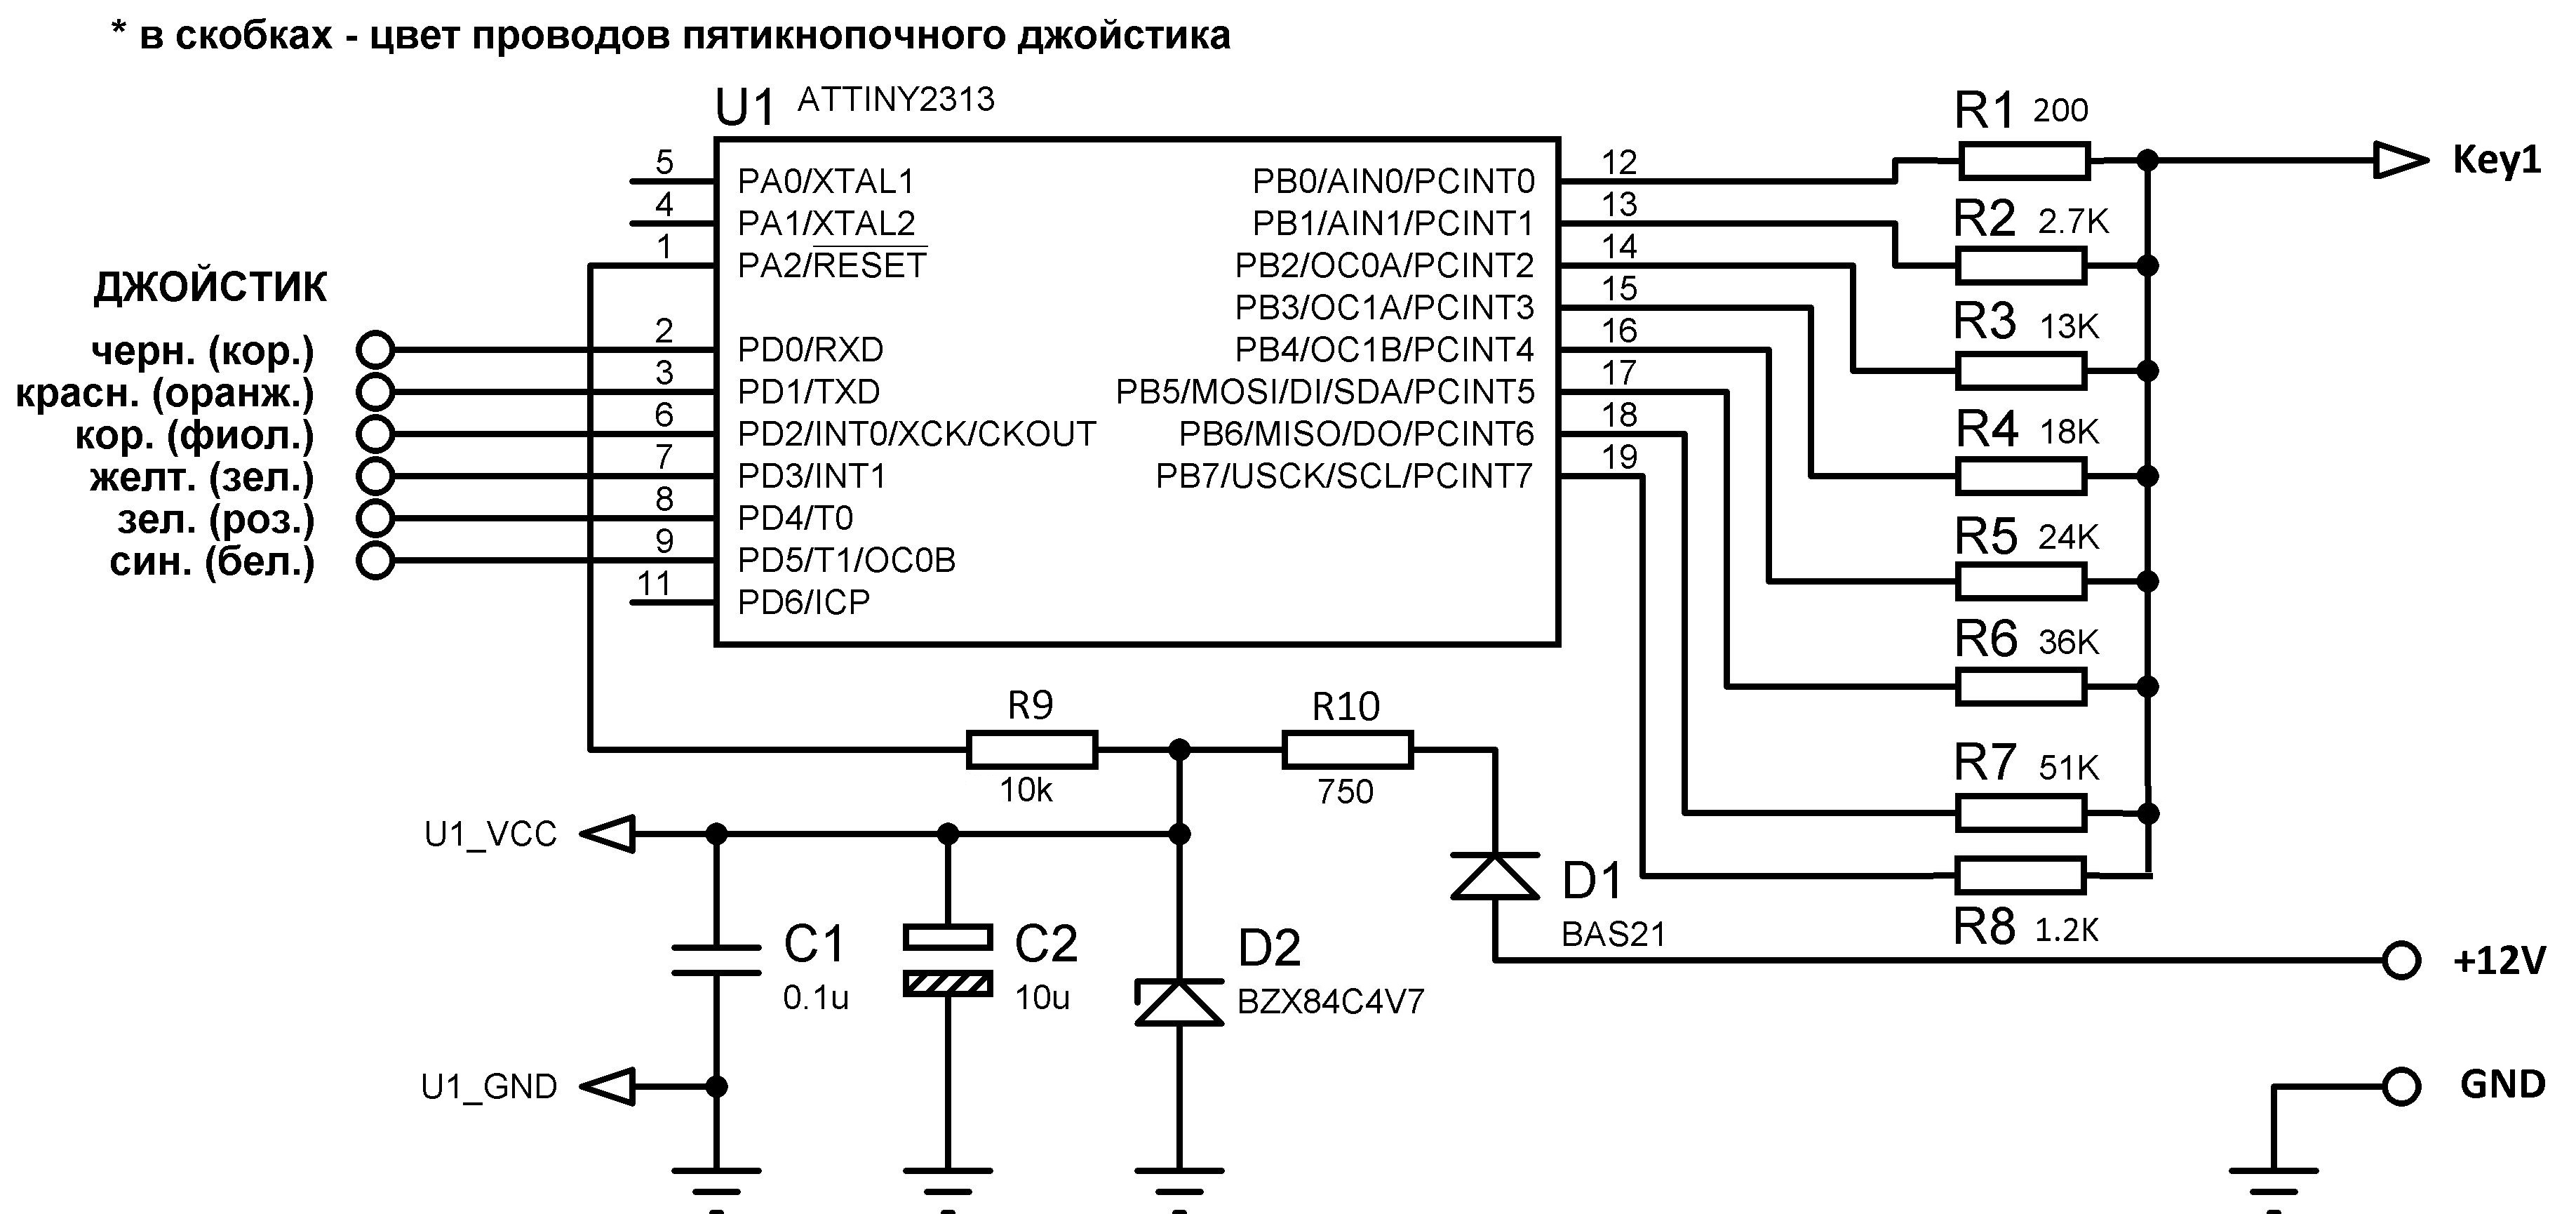 * в скобках - цвет проводов пятикнопочного джойстика
U1 ATTINY2313
5 PA0/XTAL1
4 PA1/XTAL2
1 PA2/RESET
ДЖОЙСТИК
черн. (кор.) 2 PD0/RXD
красн. (оранж.) 3 PD1/TXD
кор. (фиол.) 6 PD2/INT0/XCK/CKOUT
желт. (зел.) 7 PD3/INT1
зел. (роз.) 8 PD4/T0
син. (бел.) 9 PD5/T1/OC0B
11 PD6/ICP
PB0/AIN0/PCINT0 12
PB1/AIN1/PCINT1 13
PB2/OC0A/PCINT2 14
PB3/OC1A/PCINT3 15
PB4/OC1B/PCINT4 16
PB5/MOSI/DI/SDA/PCINT5 17
PB6/MISO/DO/PCINT6 18
PB7/USCK/SCL/PCINT7 19
R1 200
Key1
R2 2.7K
R3 13K
R4 18K
R5 24K
R6 36K
R7 51K
R8 1.2K
R9
10k
R10
750
U1_VCC
U1_GND
C1
0.1u
C2
10u
D2
BZX84C4V7
D1
BAS21
+12V
GND